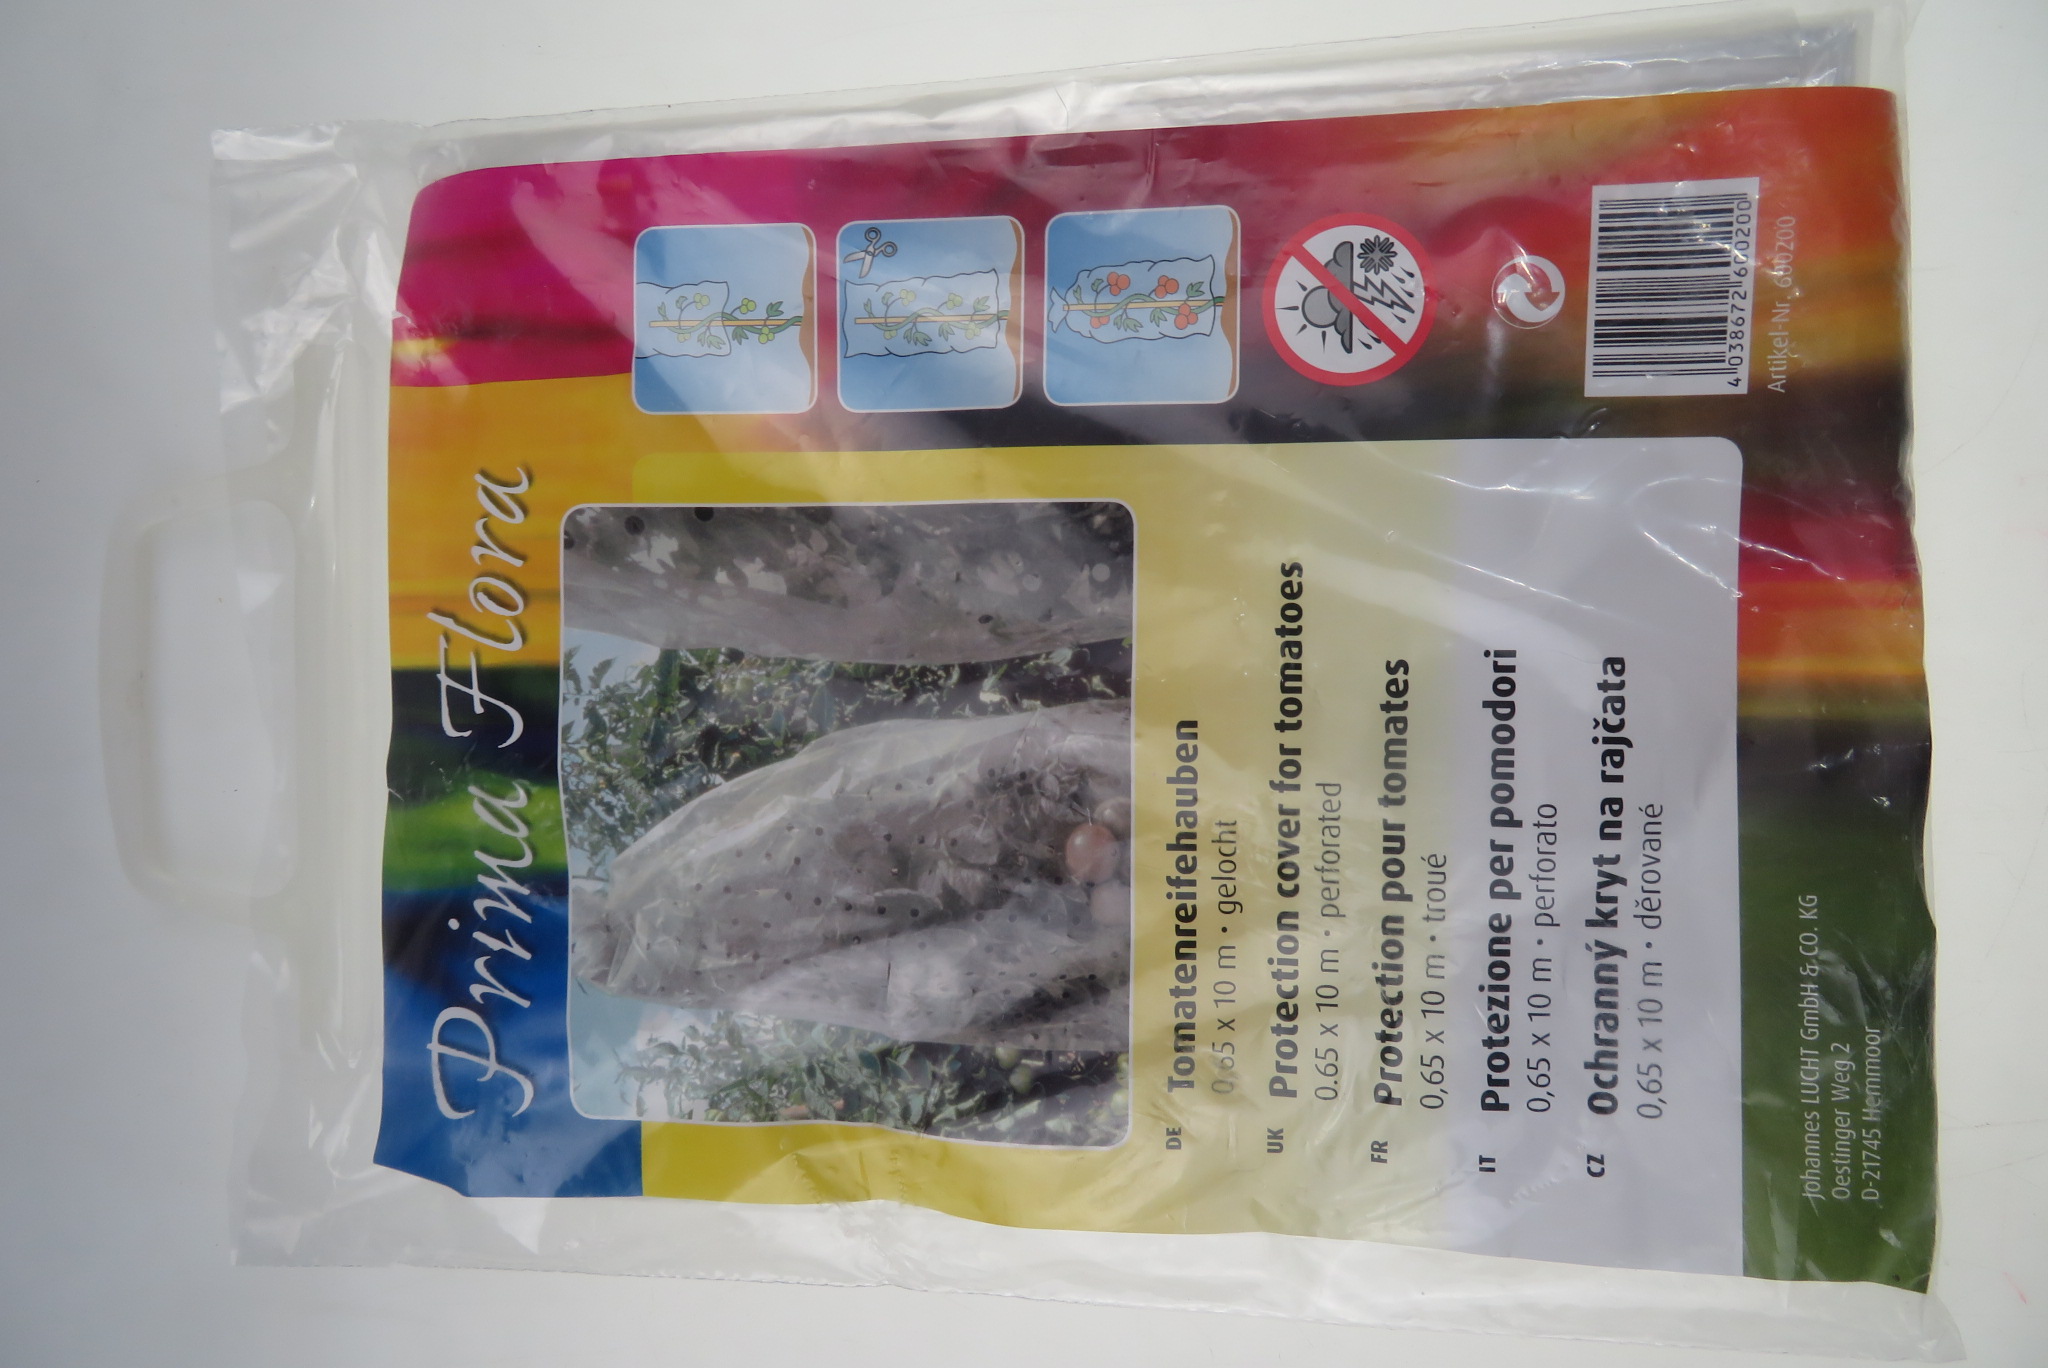 Prima Flora
DE Tomatenreifehauben
0,65 x 10 m · gelocht
UK Protection cover for tomatoes
0.65 x 10 m · perforated
FR Protection pour tomates
0,65 x 10 m · troué
IT Protezione per pomodori
0,65 x 10 m · perforato
CZ Ochranný kryt na rajčata
0,65 x 10 m · děrované
4 038672 600200
Artikel-Nr. 600200
Johannes LUCHT GmbH & CO. KG
Oestinger Weg 2
D-21745 Hemmoor